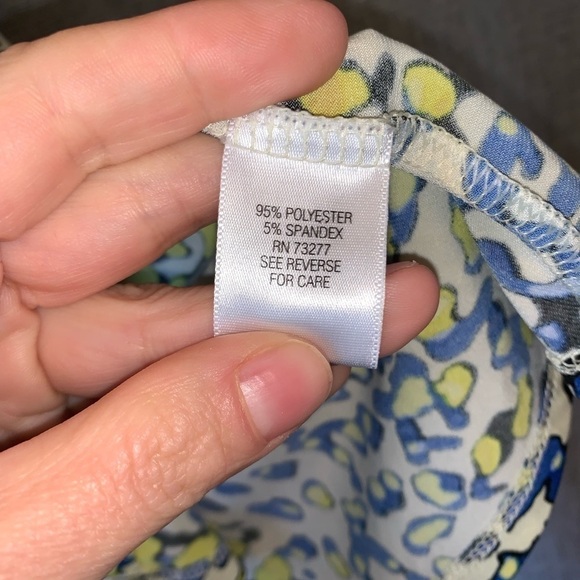 95% POLYESTER
5% SPANDEX
RN 73277
SEE REVERSE
FOR CARE